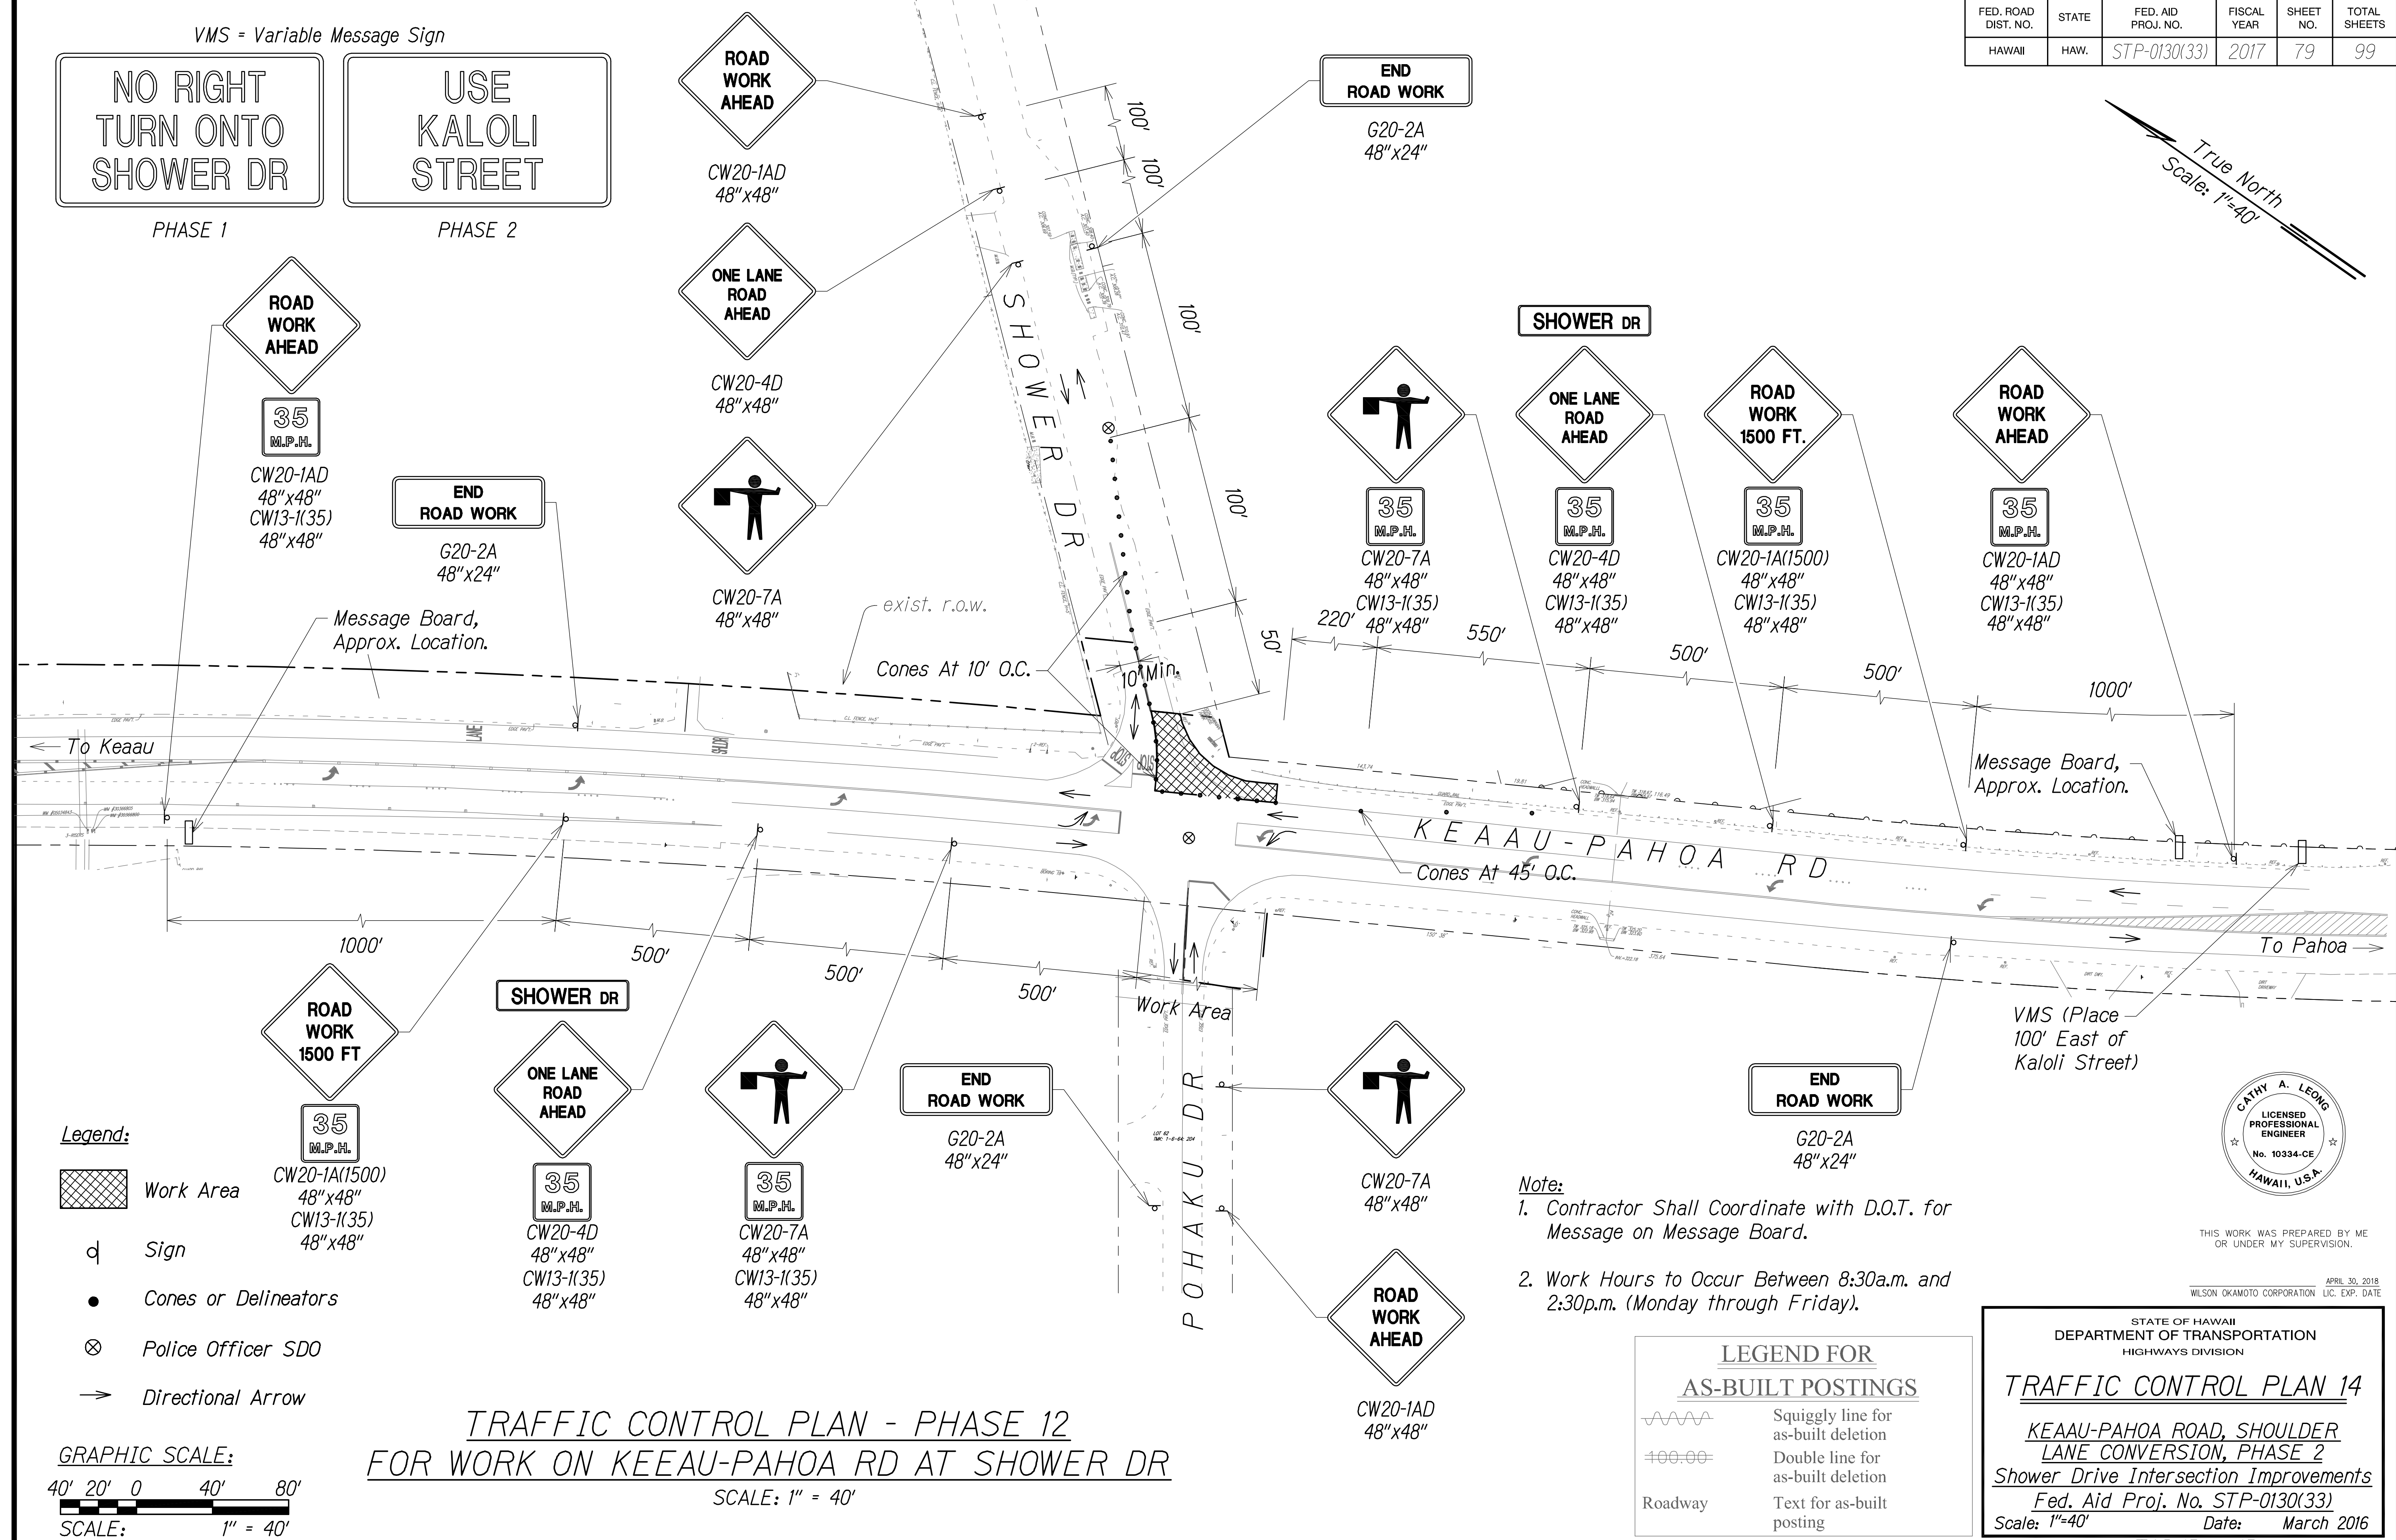 FED. ROAD DIST. NO.
STATE
FED. AID PROJ. NO.
FISCAL YEAR
SHEET NO.
TOTAL SHEETS
HAWAII
HAW.
STP-0130(33)
2017
79
99
VMS = Variable Message Sign
NO RIGHT
TURN ONTO
SHOWER DR
PHASE 1
USE
KALOLI
STREET
PHASE 2
ROAD
WORK
AHEAD
CW20-1AD
48"x48"
END
ROAD WORK
G20-2A
48"x24"
True North
Scale: 1"=40'
100'
100'
100'
100'
50'
ONE LANE
ROAD
AHEAD
CW20-4D
48"x48"
CW20-7A
48"x48"
SHOWER DR
ROAD
WORK
AHEAD
35
M.P.H.
CW20-1AD
48"x48"
CW13-1(35)
48"x48"
END
ROAD WORK
G20-2A
48"x24"
Message Board,
Approx. Location.
exist. r.o.w.
Cones At 10' O.C.
10' Min.
SHOWER DR
35
M.P.H.
CW20-7A
48"x48"
CW13-1(35)
48"x48"
ONE LANE
ROAD
AHEAD
35
M.P.H.
CW20-4D
48"x48"
CW13-1(35)
48"x48"
ROAD
WORK
1500 FT.
35
M.P.H.
CW20-1A(1500)
48"x48"
CW13-1(35)
48"x48"
ROAD
WORK
AHEAD
35
M.P.H.
CW20-1AD
48"x48"
CW13-1(35)
48"x48"
220'
550'
500'
500'
1000'
Message Board,
Approx. Location.
To Keaau
LANE
SHLDR
STOP
STOP
EDGE PAV'T.
C.L. FENCE, H=5'
143.74
19.81
KEAAU-PAHOA RD
Cones At 45' O.C.
To Pahoa
375.64
VMS (Place
100' East of
Kaloli Street)
1000'
500'
500'
500'
Work Area
ROAD
WORK
1500 FT
35
M.P.H.
CW20-1A(1500)
48"x48"
CW13-1(35)
48"x48"
SHOWER DR
ONE LANE
ROAD
AHEAD
35
M.P.H.
CW20-4D
48"x48"
CW13-1(35)
48"x48"
35
M.P.H.
CW20-7A
48"x48"
CW13-1(35)
48"x48"
END
ROAD WORK
G20-2A
48"x24"
LOT 62
TMK: 1-6-64: 204
POHAKU DR
CW20-7A
48"x48"
ROAD
WORK
AHEAD
CW20-1AD
48"x48"
END
ROAD WORK
G20-2A
48"x24"
Legend:
Work Area
Sign
Cones or Delineators
Police Officer SDO
Directional Arrow
GRAPHIC SCALE:
40' 20' 0 40' 80'
SCALE: 1" = 40'
TRAFFIC CONTROL PLAN - PHASE 12
FOR WORK ON KEEAU-PAHOA RD AT SHOWER DR
SCALE: 1" = 40'
Note:
1. Contractor Shall Coordinate with D.O.T. for
Message on Message Board.
2. Work Hours to Occur Between 8:30a.m. and
2:30p.m. (Monday through Friday).
LEGEND FOR
AS-BUILT POSTINGS
Squiggly line for
as-built deletion
100.00
Double line for
as-built deletion
Roadway
Text for as-built
posting
CATHY A. LEONG
LICENSED
PROFESSIONAL
ENGINEER
No. 10334-CE
HAWAII, U.S.A.
THIS WORK WAS PREPARED BY ME
OR UNDER MY SUPERVISION.
APRIL 30, 2018
WILSON OKAMOTO CORPORATION LIC. EXP. DATE
STATE OF HAWAII
DEPARTMENT OF TRANSPORTATION
HIGHWAYS DIVISION
TRAFFIC CONTROL PLAN 14
KEAAU-PAHOA ROAD, SHOULDER
LANE CONVERSION, PHASE 2
Shower Drive Intersection Improvements
Fed. Aid Proj. No. STP-0130(33)
Scale: 1"=40' Date: March 2016